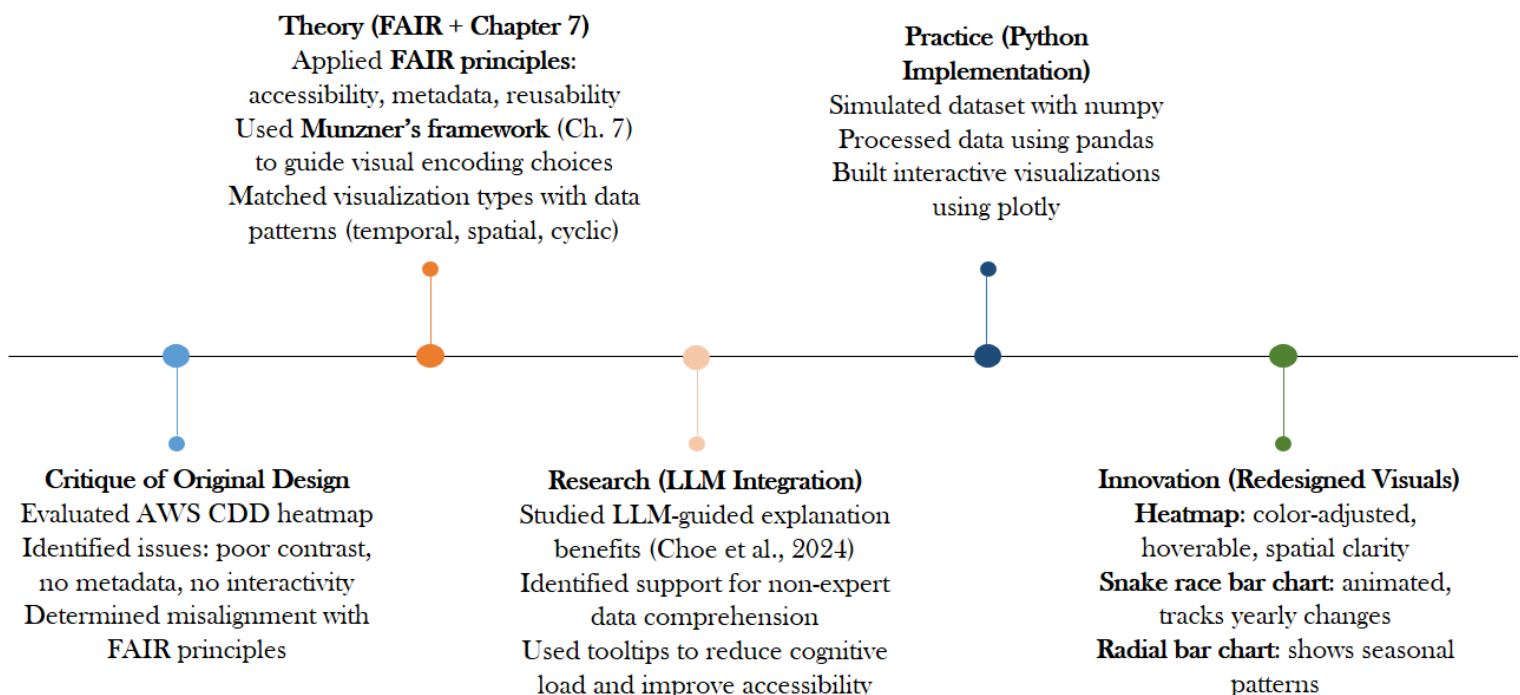 Theory (FAIR + Chapter 7)
Applied FAIR principles:
accessibility, metadata, reusability
Used Munzner's framework (Ch. 7)
to guide visual encoding choices
Matched visualization types with data
patterns (temporal, spatial, cyclic)
Practice (Python
Implementation)
Simulated dataset with numpy
Processed data using pandas
Built interactive visualizations
using plotly
Critique of Original Design
Evaluated AWS CDD heatmap
Identified issues: poor contrast,
no metadata, no interactivity
Determined misalignment with
FAIR principles
Research (LLM Integration)
Studied LLM-guided explanation
benefits (Choe et al., 2024)
Identified support for non-expert
data comprehension
Used tooltips to reduce cognitive
load and improve accessibility
Innovation (Redesigned Visuals)
Heatmap: color-adjusted,
hoverable, spatial clarity
Snake race bar chart: animated,
tracks yearly changes
Radial bar chart: shows seasonal
patterns